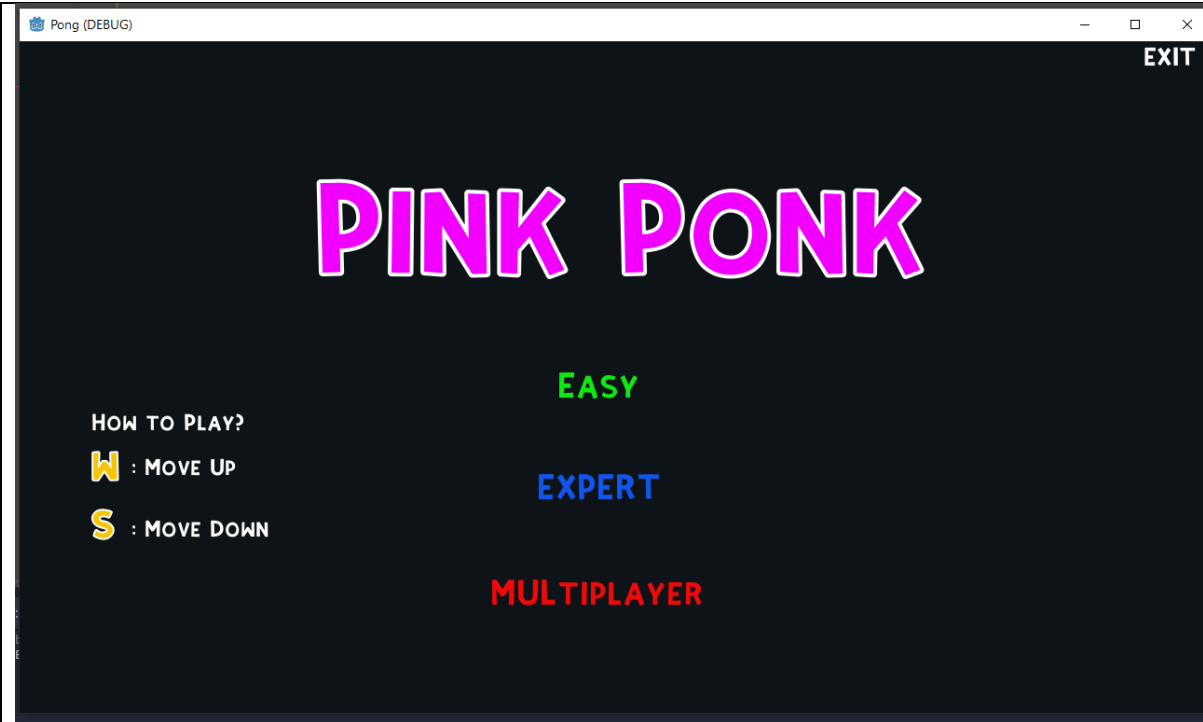 Pong (DEBUG)
EXIT
PINK PONK
EASY
EXPERT
MULTIPLAYER
HOW TO PLAY?
W : MOVE UP
S : MOVE DOWN